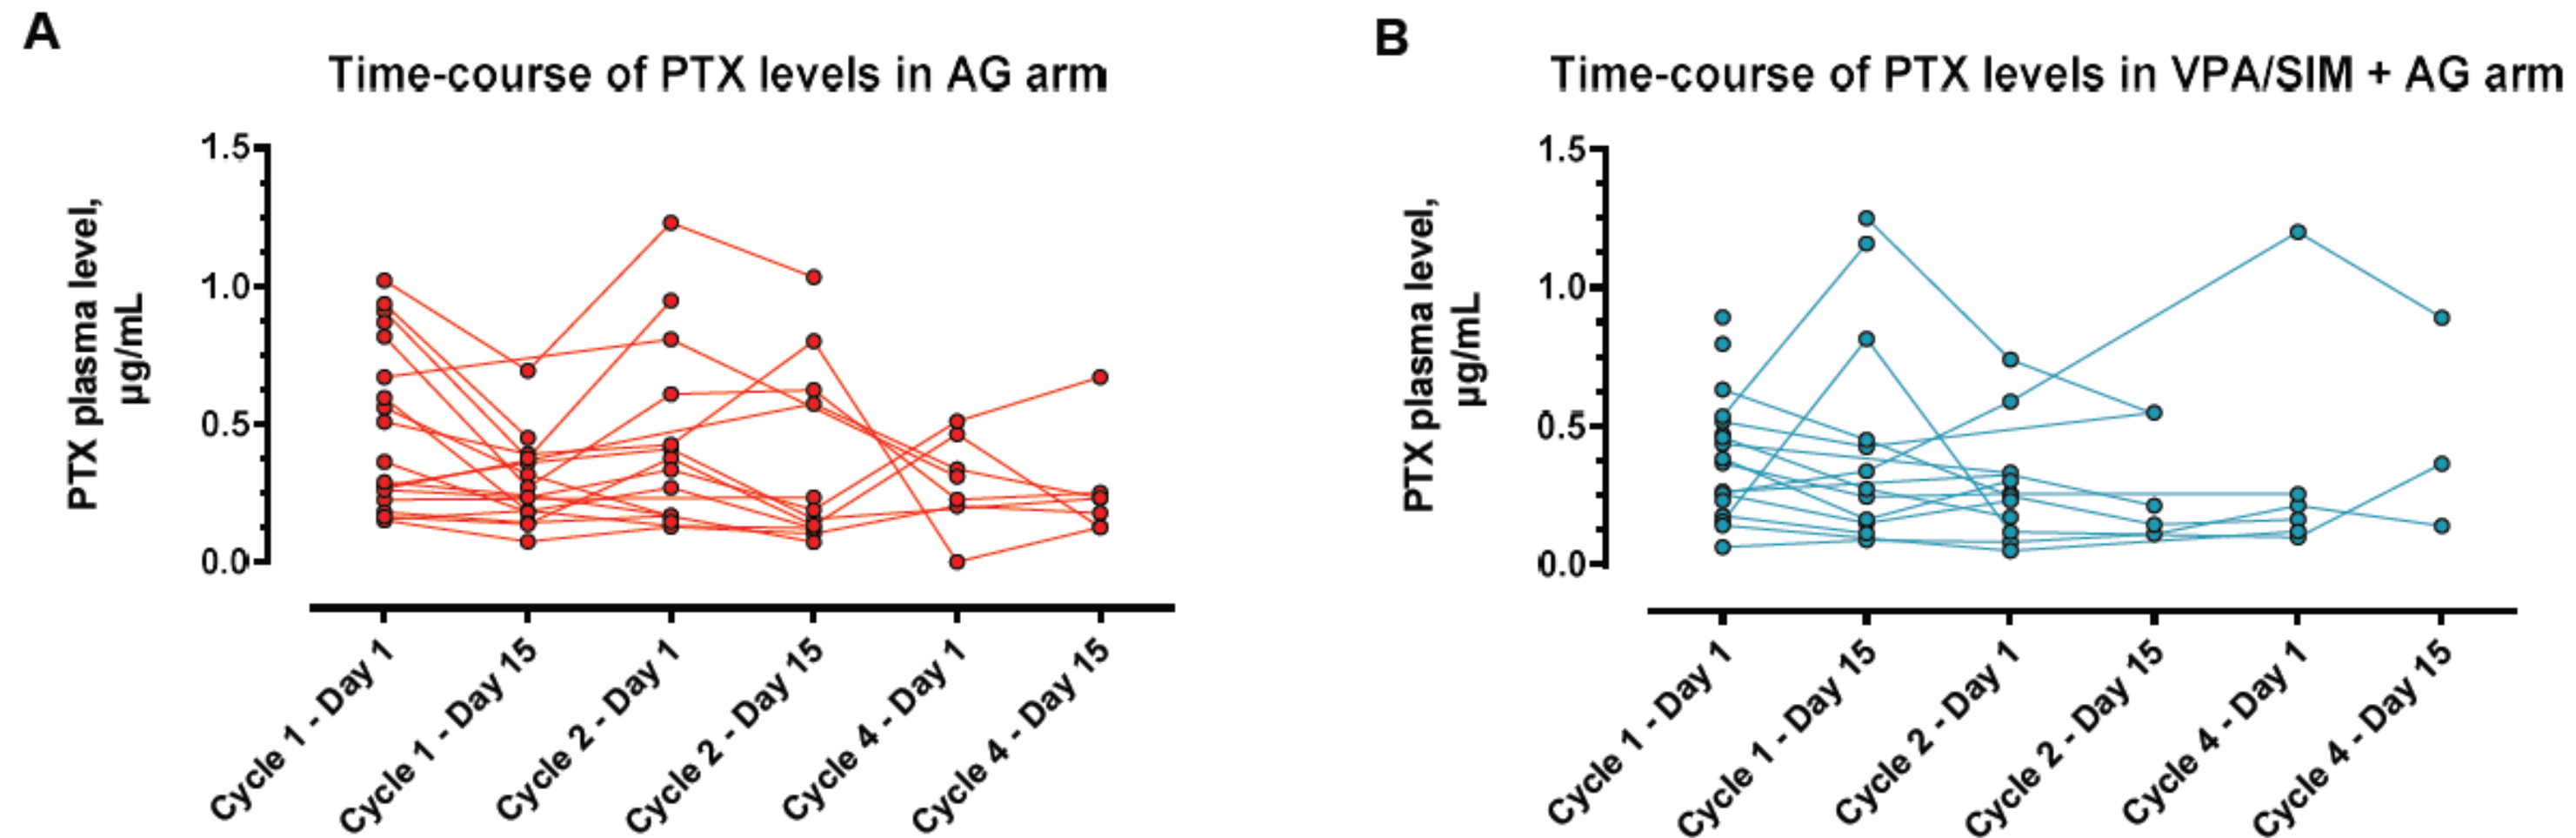 A
Time-course of PTX levels in AG arm
PTX plasma level,
µg/mL
1.5
1.0
0.5
0.0
Cycle 1 - Day 1
Cycle 1 - Day 15
Cycle 2 - Day 1
Cycle 2 - Day 15
Cycle 4 - Day 1
Cycle 4 - Day 15
B
Time-course of PTX levels in VPA/SIM + AG arm
PTX plasma level,
µg/mL
1.5
1.0
0.5
0.0
Cycle 1 - Day 1
Cycle 1 - Day 15
Cycle 2 - Day 1
Cycle 2 - Day 15
Cycle 4 - Day 1
Cycle 4 - Day 15